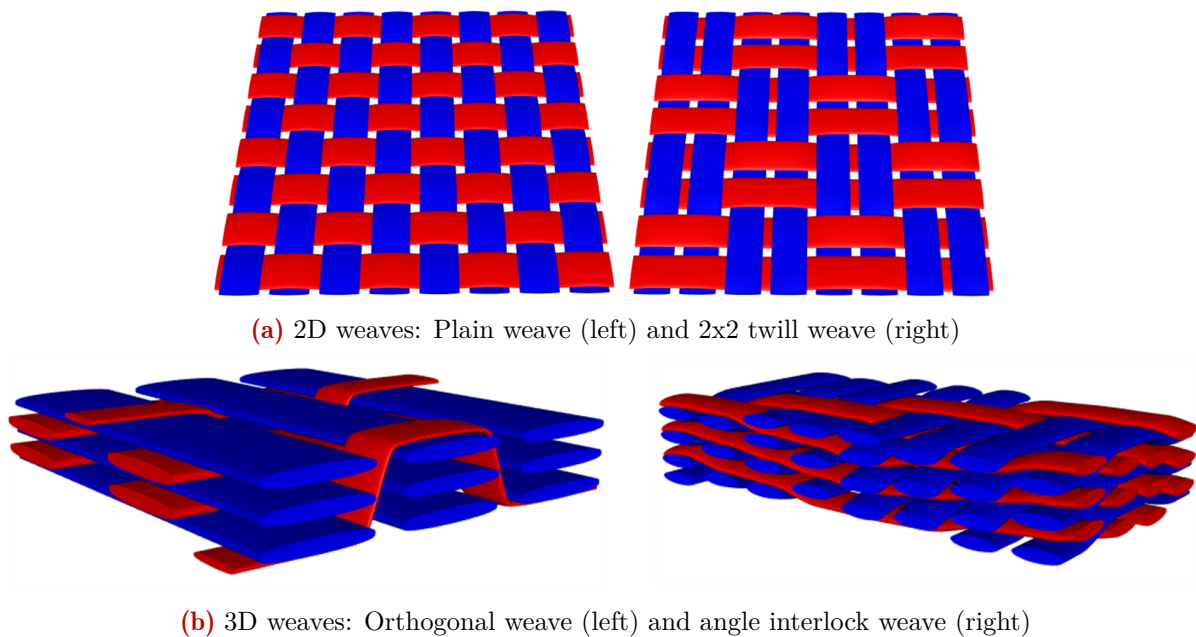 (a) 2D weaves: Plain weave (left) and 2x2 twill weave (right)
(b) 3D weaves: Orthogonal weave (left) and angle interlock weave (right)